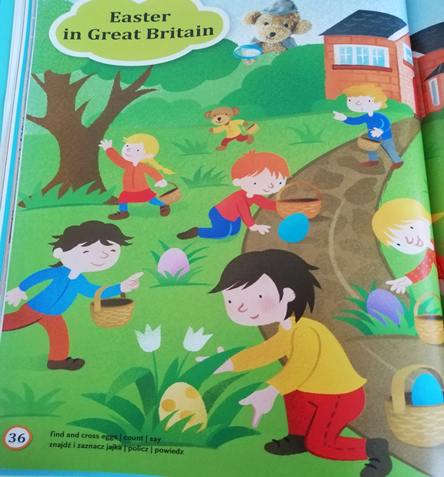 Easter
in Great Britain
36
find and cross eggs | count | say
znajdź i zaznacz jajka | policz | powiedz